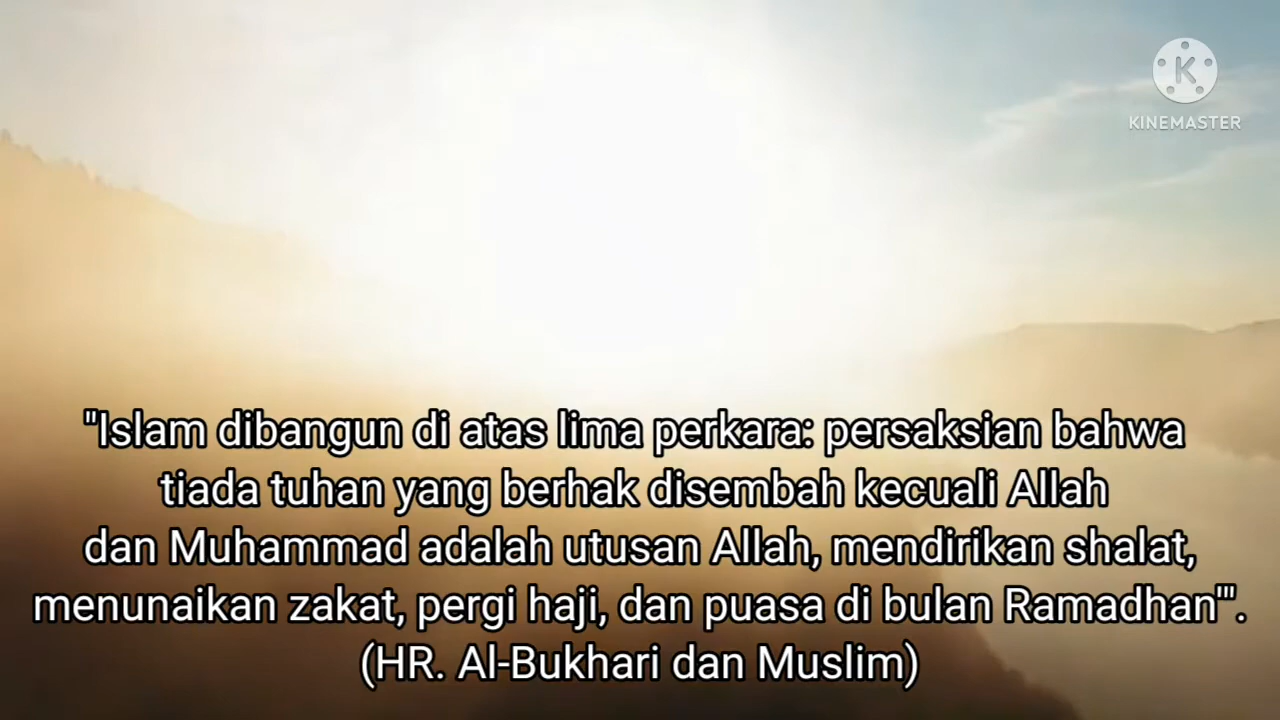 KINEMASTER
"Islam dibangun di atas lima perkara: persaksian bahwa
tiada tuhan yang berhak disembah kecuali Allah
dan Muhammad adalah utusan Allah, mendirikan shalat,
menunaikan zakat, pergi haji, dan puasa di bulan Ramadhan'".
(HR. Al-Bukhari dan Muslim)